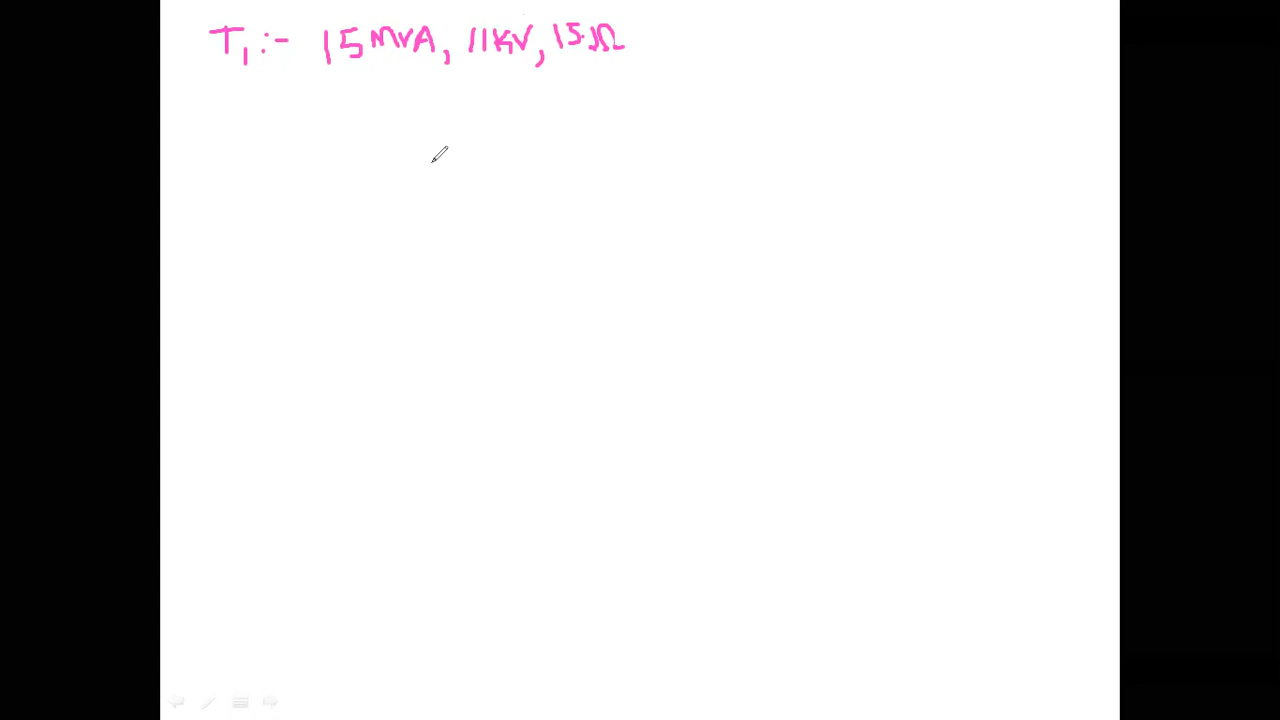 T₁ :- 15 MVA, 11 KV, 15 Ω